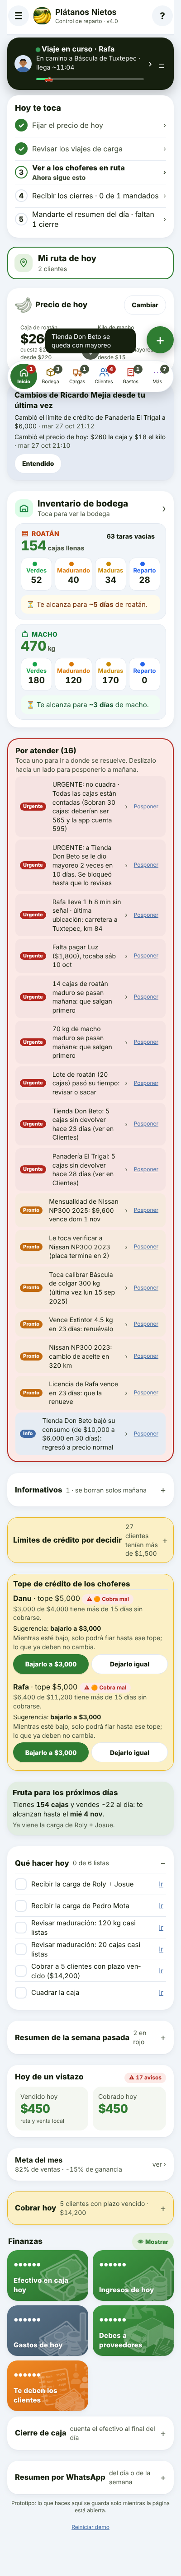 ☰
Plátanos Nietos
Control de reparto · v4.0
?
Viaje en curso · Rafa
En camino a Báscula de Tuxtepec ·
llega ~11:04
Hoy te toca
Fijar el precio de hoy
Revisar los viajes de carga
3
Ver a los choferes en ruta
Ahora sigue esto
4
Recibir los cierres · 0 de 1 mandados
5
Mandarte el resumen del día · faltan
1 cierre
Mi ruta de hoy
2 clientes
Precio de hoy
Cambiar
Caja de roatán
$260
desde $220
desde $15
Tienda Don Beto se
queda con mayoreo
+
1
Inicio
3
Bodega
1
Cargas
4
Clientes
1
Gastos
7
Más
Cambios de Ricardo Mejía desde tu
última vez
Cambió el límite de crédito de Panadería El Trigal a
$6,000 · mar 27 oct 21:12
Cambió el precio de hoy: $260 la caja y $18 el kilo
· mar 27 oct 21:10
Entendido
Inventario de bodega
Toca para ver la bodega
ROATÁN
63 taras vacías
154 cajas llenas
Verdes
52
Madurando
40
Maduras
34
Reparto
28
⏳ Te alcanza para ~5 días de roatán.
MACHO
470 kg
Verdes
180
Madurando
120
Maduras
170
Reparto
0
⏳ Te alcanza para ~3 días de macho.
Por atender (16)
Toca uno para ir a donde se resuelve. Deslízalo
hacia un lado para posponerlo a mañana.
Urgente
URGENTE: no cuadra ·
Todas las cajas están
contadas (Sobran 30
cajas: deberían ser
565 y la app cuenta
595)
Posponer
Urgente
URGENTE: a Tienda
Don Beto se le dio
mayoreo 2 veces en
10 días. Se bloqueó
hasta que lo revises
Posponer
Urgente
Rafa lleva 1 h 8 min sin
señal · última
ubicación: carretera a
Tuxtepec, km 84
Posponer
Urgente
Falta pagar Luz
($1,800), tocaba sáb
10 oct
Posponer
Urgente
14 cajas de roatán
maduro se pasan
mañana: que salgan
primero
Posponer
Urgente
70 kg de macho
maduro se pasan
mañana: que salgan
primero
Posponer
Urgente
Lote de roatán (20
cajas) pasó su tiempo:
revisar o sacar
Posponer
Urgente
Tienda Don Beto: 5
cajas sin devolver
hace 23 días (ver en
Clientes)
Posponer
Urgente
Panadería El Trigal: 5
cajas sin devolver
hace 28 días (ver en
Clientes)
Posponer
Pronto
Mensualidad de Nissan
NP300 2025: $9,600
vence dom 1 nov
Posponer
Pronto
Le toca verificar a
Nissan NP300 2023
(placa termina en 2)
Posponer
Pronto
Toca calibrar Báscula
de colgar 300 kg
(última vez lun 15 sep
2025)
Posponer
Pronto
Vence Extintor 4.5 kg
en 23 días: renuévalo
Posponer
Pronto
Nissan NP300 2023:
cambio de aceite en
320 km
Posponer
Pronto
Licencia de Rafa vence
en 23 días: que la
renueve
Posponer
Info
Tienda Don Beto bajó su
consumo (de $10,000 a
$6,000 en 30 días):
regresó a precio normal
Posponer
Informativos 1 · se borran solos mañana
+
Límites de crédito por decidir
27
clientes
tenían más
de $1,500
+
Tope de crédito de los choferes
Danu · tope $5,000 Cobra mal
$3,000 de $4,000 tiene más de 15 días sin
cobrarse.
Sugerencia: bajarlo a $3,000
Mientras esté bajo, solo podrá fiar hasta ese tope;
lo que ya deben no cambia.
Bajarlo a $3,000
Dejarlo igual
Rafa · tope $5,000 Cobra mal
$6,400 de $11,200 tiene más de 15 días sin
cobrarse.
Sugerencia: bajarlo a $3,000
Mientras esté bajo, solo podrá fiar hasta ese tope;
lo que ya deben no cambia.
Bajarlo a $3,000
Dejarlo igual
Fruta para los próximos días
Tienes 154 cajas y vendes ~22 al día: te
alcanzan hasta el mié 4 nov.
Ya viene la carga de Roly + Josue.
Qué hacer hoy 0 de 6 listas
−
Recibir la carga de Roly + Josue
Ir
Recibir la carga de Pedro Mota
Ir
Revisar maduración: 120 kg casi
listas
Ir
Revisar maduración: 20 cajas casi
listas
Ir
Cobrar a 5 clientes con plazo ven-
cido ($14,200)
Ir
Cuadrar la caja
Ir
Resumen de la semana pasada
2 en
rojo
+
Hoy de un vistazo
17 avisos
Vendido hoy
$450
ruta y venta local
Cobrado hoy
$450
Meta del mes
82% de ventas · −15% de ganancia
ver ›
Cobrar hoy
5 clientes con plazo vencido ·
$14,200
+
Finanzas
Mostrar
••••••
Efectivo en caja
hoy
••••••
Ingresos de hoy
••••••
Gastos de hoy
••••••
Debes a
proveedores
••••••
Te deben los
clientes
Cierre de caja
cuenta el efectivo al final del
día
+
Resumen por WhatsApp
del día o de la
semana
+
Prototipo: lo que haces aquí se guarda solo mientras la página
está abierta.
Reiniciar demo